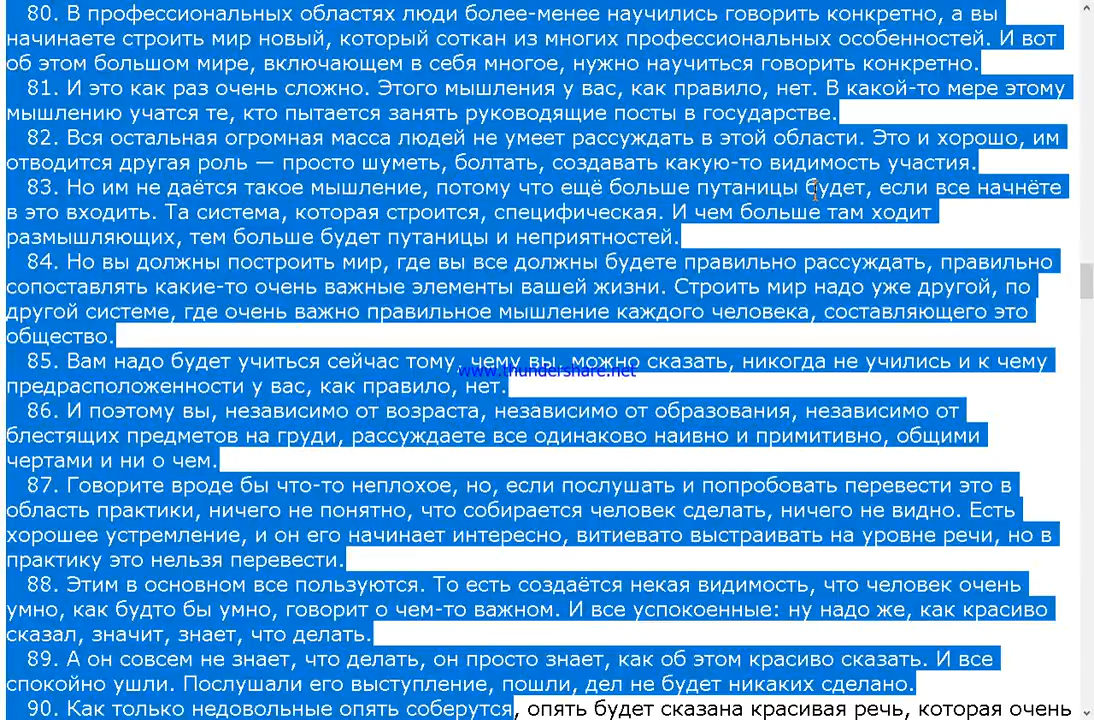 80. В профессиональных областях люди более-менее научились говорить конкретно, а вы
начинаете строить мир новый, который соткан из многих профессиональных особенностей. И вот
об этом большом мире, включающем в себя многое, нужно научиться говорить конкретно.
81. И это как раз очень сложно. Этого мышления у вас, как правило, нет. В какой-то мере этому
мышлению учатся те, кто пытается занять руководящие посты в государстве.
82. Вся остальная огромная масса людей не умеет рассуждать в этой области. Это и хорошо, им
отводится другая роль — просто шуметь, болтать, создавать какую-то видимость участия.
83. Но им не даётся такое мышление, потому что ещё больше путаницы будет, если все начнёте
в это входить. Та система, которая строится, специфическая. И чем больше там ходит
размышляющих, тем больше будет путаницы и неприятностей.
84. Но вы должны построить мир, где вы все должны будете правильно рассуждать, правильно
сопоставлять какие-то очень важные элементы вашей жизни. Строить мир надо уже другой, по
другой системе, где очень важно правильное мышление каждого человека, составляющего это
общество.
85. Вам надо будет учиться сейчас тому, чему вы, можно сказать, никогда не учились и к чему
www.thundershare.net
предрасположенности у вас, как правило, нет.
86. И поэтому вы, независимо от возраста, независимо от образования, независимо от
блестящих предметов на груди, рассуждаете все одинаково наивно и примитивно, общими
чертами и ни о чем.
87. Говорите вроде бы что-то неплохое, но, если послушать и попробовать перевести это в
область практики, ничего не понятно, что собирается человек сделать, ничего не видно. Есть
хорошее устремление, и он его начинает интересно, витиевато выстраивать на уровне речи, но в
практику это нельзя перевести.
88. Этим в основном все пользуются. То есть создаётся некая видимость, что человек очень
умно, как будто бы умно, говорит о чем-то важном. И все успокоенные: ну надо же, как красиво
сказал, значит, знает, что делать.
89. А он совсем не знает, что делать, он просто знает, как об этом красиво сказать. И все
спокойно ушли. Послушали его выступление, пошли, дел не будет никаких сделано.
90. Как только недовольные опять соберутся, опять будет сказана красивая речь, которая очень